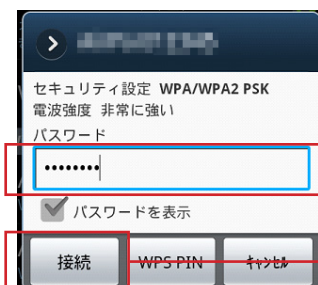 セキュリティ設定 WPA/WPA2 PSK
電波強度 非常に強い
パスワード
••••••••
パスワードを表示
接続 WPS PIN キャンセル